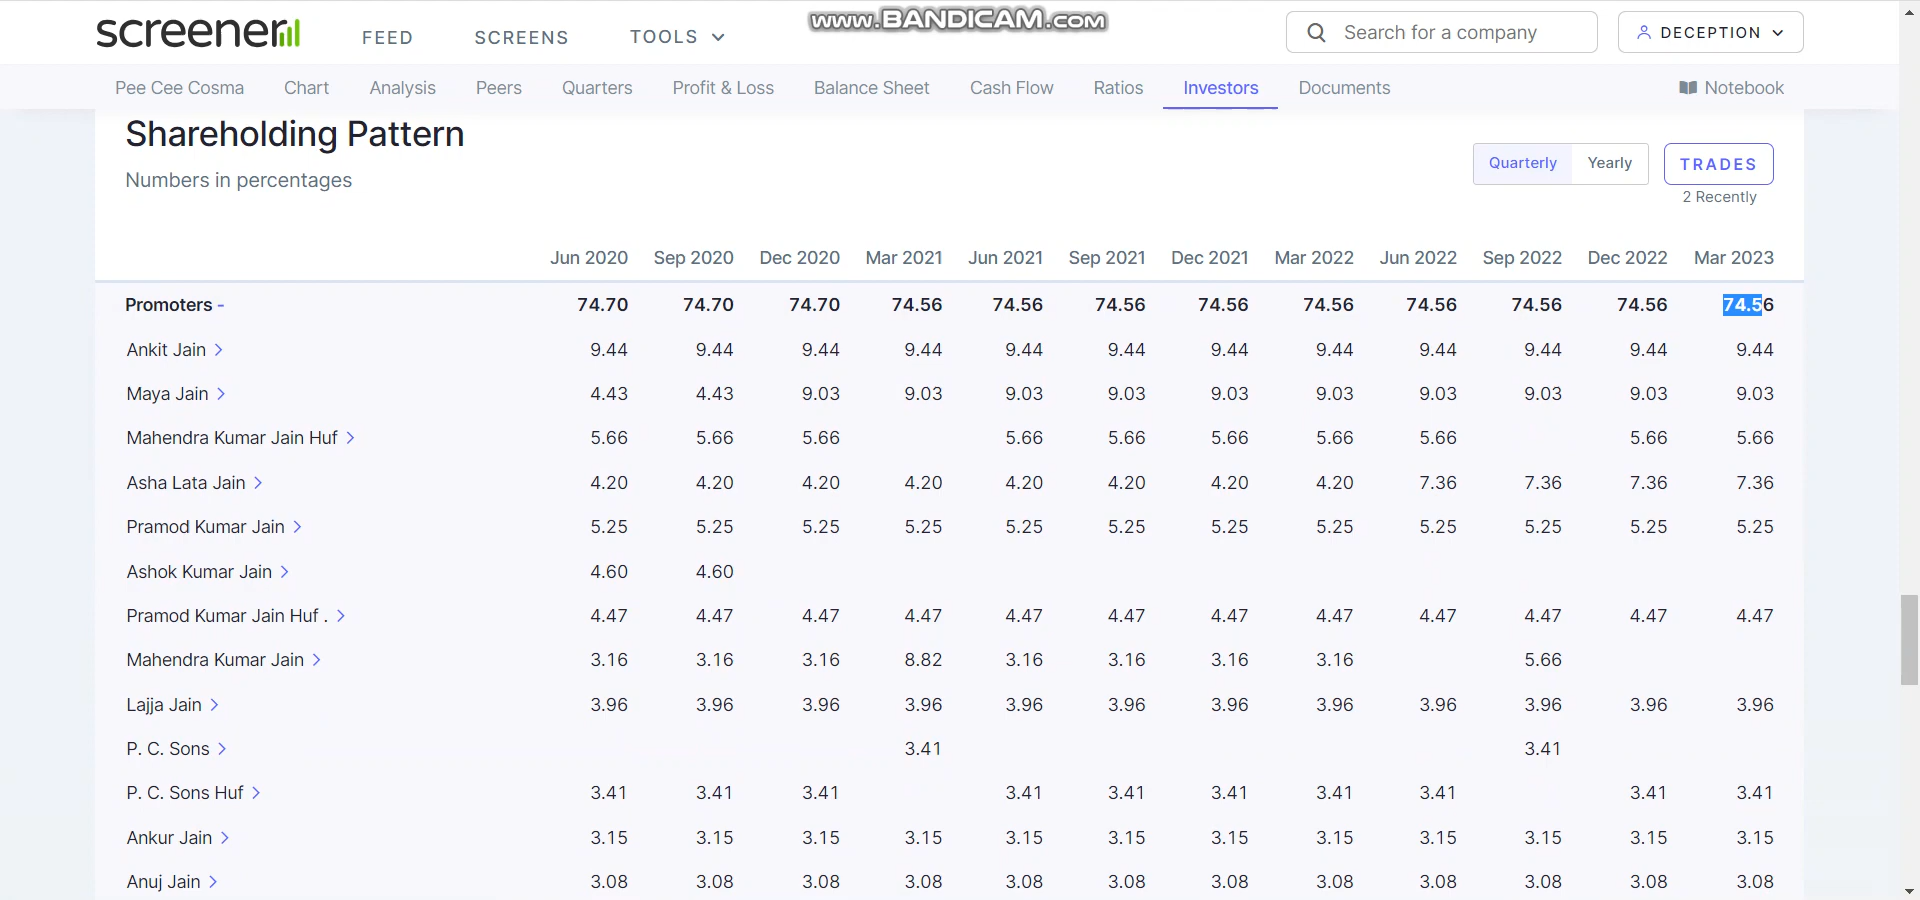 screener
FEED
SCREENS
TOOLS
www.BANDICAM.com
Search for a company
DECEPTION
Pee Cee Cosma Chart Analysis Peers Quarters Profit & Loss Balance Sheet Cash Flow Ratios Investors Documents Notebook
Shareholding Pattern
Numbers in percentages
Quarterly Yearly
TRADES
2 Recently
Jun 2020 Sep 2020 Dec 2020 Mar 2021 Jun 2021 Sep 2021 Dec 2021 Mar 2022 Jun 2022 Sep 2022 Dec 2022 Mar 2023
Promoters - 74.70 74.70 74.70 74.56 74.56 74.56 74.56 74.56 74.56 74.56 74.56 74.56
Ankit Jain 9.44 9.44 9.44 9.44 9.44 9.44 9.44 9.44 9.44 9.44 9.44 9.44
Maya Jain 4.43 4.43 9.03 9.03 9.03 9.03 9.03 9.03 9.03 9.03 9.03 9.03
Mahendra Kumar Jain Huf 5.66 5.66 5.66 5.66 5.66 5.66 5.66 5.66 5.66 5.66
Asha Lata Jain 4.20 4.20 4.20 4.20 4.20 4.20 4.20 4.20 7.36 7.36 7.36 7.36
Pramod Kumar Jain 5.25 5.25 5.25 5.25 5.25 5.25 5.25 5.25 5.25 5.25 5.25 5.25
Ashok Kumar Jain 4.60 4.60
Pramod Kumar Jain Huf . 4.47 4.47 4.47 4.47 4.47 4.47 4.47 4.47 4.47 4.47 4.47 4.47
Mahendra Kumar Jain 3.16 3.16 3.16 8.82 3.16 3.16 3.16 3.16 5.66
Lajja Jain 3.96 3.96 3.96 3.96 3.96 3.96 3.96 3.96 3.96 3.96 3.96 3.96
P. C. Sons 3.41 3.41
P. C. Sons Huf 3.41 3.41 3.41 3.41 3.41 3.41 3.41 3.41 3.41 3.41
Ankur Jain 3.15 3.15 3.15 3.15 3.15 3.15 3.15 3.15 3.15 3.15 3.15 3.15
Anuj Jain 3.08 3.08 3.08 3.08 3.08 3.08 3.08 3.08 3.08 3.08 3.08 3.08